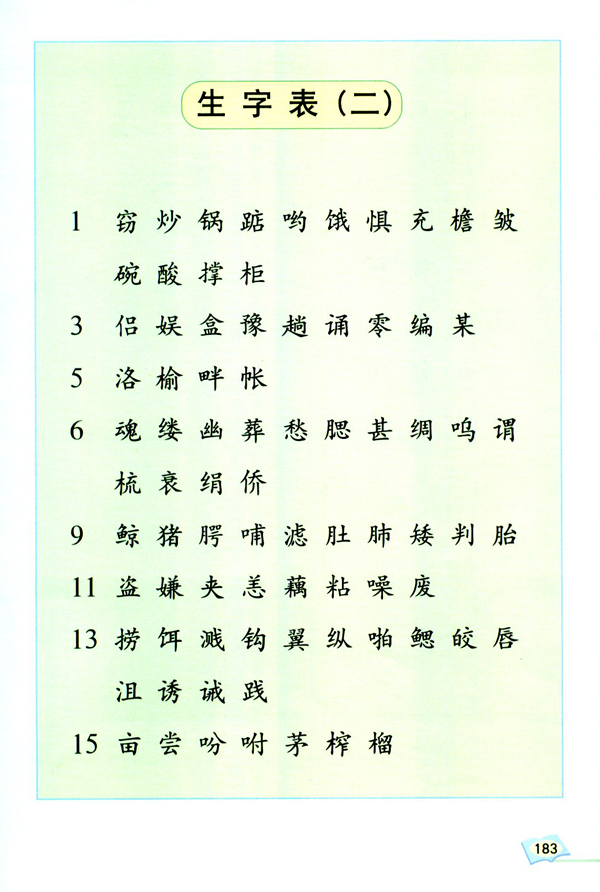 生字表(二)
1 窃 炒 锅 踮 哟 饿 惧 充 檐 皱
碗 酸 撑 柜
3 侣 娱 盒 豫 趟 诵 零 编 某
5 洛 榆 畔 帐
6 魂 缕 幽 葬 愁 腮 甚 绸 呜 谓
梳 衰 绢 侨
9 鲸 猪 腭 哺 滤 肚 肺 矮 判 胎
11 盗 嫌 夹 恙 藕 粘 噪 废
13 捞 饵 溅 钩 翼 纵 啪 鳃 皎 唇
沮 诱 诫 践
15 亩 尝 吩 咐 茅 榨 榴
183